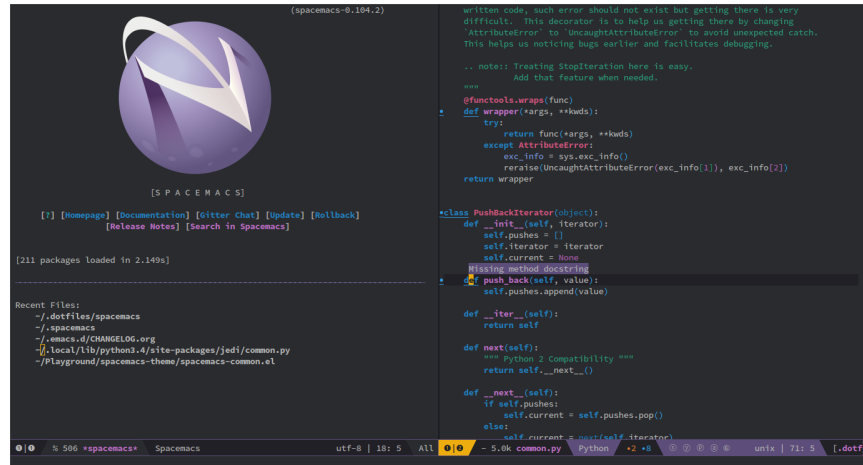 (spacemacs-0.104.2)
[S P A C E M A C S]
[?] [Homepage] [Documentation] [Gitter Chat] [Update] [Rollback]
[Release Notes] [Search in Spacemacs]
[211 packages loaded in 2.149s]
Recent Files:
~/.dotfiles/spacemacs
~/.spacemacs
~/.emacs.d/CHANGELOG.org
~/.local/lib/python3.4/site-packages/jedi/common.py
~/Playground/spacemacs-theme/spacemacs-common.el
% 506 *spacemacs* Spacemacs utf-8 | 18: 5 All
written code, such error should not exist but getting there is very
difficult. This decorator is to help us getting there by changing
`AttributeError` to `UncaughtAttributeError` to avoid unexpected catch.
This helps us noticing bugs earlier and facilitates debugging.
.. note:: Treating StopIteration here is easy.
Add that feature when needed.
"""
@functools.wraps(func)
def wrapper(*args, **kwds):
try:
return func(*args, **kwds)
except AttributeError:
exc_info = sys.exc_info()
reraise(UncaughtAttributeError(exc_info[1]), exc_info[2])
return wrapper
class PushBackIterator(object):
def __init__(self, iterator):
self.pushes = []
self.iterator = iterator
self.current = None
Missing method docstring
def push_back(self, value):
self.pushes.append(value)
def __iter__(self):
return self
def next(self):
""" Python 2 Compatibility """
return self.__next__()
def __next__(self):
if self.pushes:
self.current = self.pushes.pop()
else:
self.current = next(self.iterator)
- 5.0k common.py Python •2 •8 unix | 71: 5 [.dotf